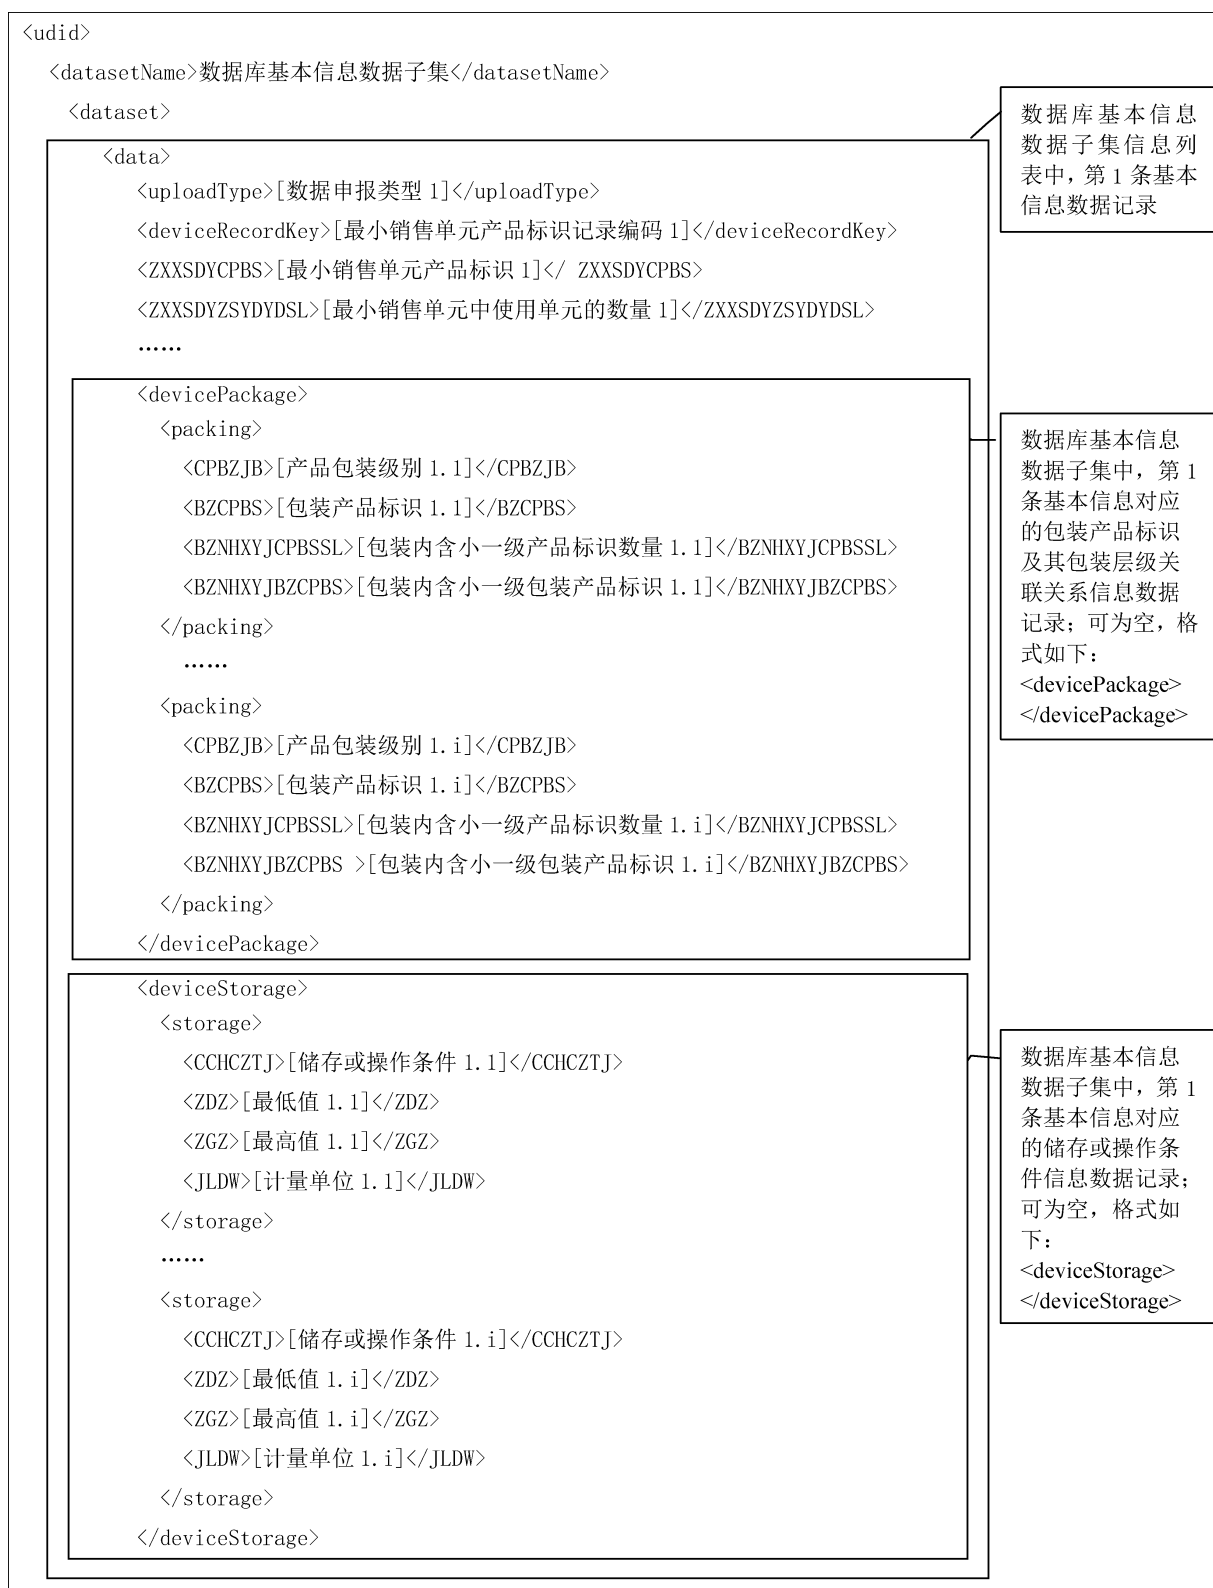 <udid>
<datasetName>数据库基本信息数据子集</datasetName>
<dataset>
<data>
<uploadType>[数据申报类型 1]</uploadType>
<deviceRecordKey>[最小销售单元产品标识记录编码 1]</deviceRecordKey>
<ZXXSDYCPBS>[最小销售单元产品标识 1]</ ZXXSDYCPBS>
<ZXXSDYZSYDYDSL>[最小销售单元中使用单元的数量 1]</ZXXSDYZSYDYDSL>
……
<devicePackage>
<packing>
<CPBZJB>[产品包装级别 1.1]</CPBZJB>
<BZCPBS>[包装产品标识 1.1]</BZCPBS>
<BZNHXYJCPBSSL>[包装内含小一级产品标识数量 1.1]</BZNHXYJCPBSSL>
<BZNHXYJBZCPBS>[包装内含小一级包装产品标识 1.1]</BZNHXYJBZCPBS>
</packing>
……
<packing>
<CPBZJB>[产品包装级别 1.i]</CPBZJB>
<BZCPBS>[包装产品标识 1.i]</BZCPBS>
<BZNHXYJCPBSSL>[包装内含小一级产品标识数量 1.i]</BZNHXYJCPBSSL>
<BZNHXYJBZCPBS >[包装内含小一级包装产品标识 1.i]</BZNHXYJBZCPBS>
</packing>
</devicePackage>
<deviceStorage>
<storage>
<CCHCZTJ>[储存或操作条件 1.1]</CCHCZTJ>
<ZDZ>[最低值 1.1]</ZDZ>
<ZGZ>[最高值 1.1]</ZGZ>
<JLDW>[计量单位 1.1]</JLDW>
</storage>
……
<storage>
<CCHCZTJ>[储存或操作条件 1.i]</CCHCZTJ>
<ZDZ>[最低值 1.i]</ZDZ>
<ZGZ>[最高值 1.i]</ZGZ>
<JLDW>[计量单位 1.i]</JLDW>
</storage>
</deviceStorage>
数据库基本信息
数据子集信息列
表中，第 1 条基本
信息数据记录
数据库基本信息
数据子集中，第 1
条基本信息对应
的包装产品标识
及其包装层级关
联关系信息数据
记录；可为空，格
式如下：
<devicePackage>
</devicePackage>
数据库基本信息
数据子集中，第 1
条基本信息对应
的储存或操作条
件信息数据记录；
可为空，格式如
下：
<deviceStorage>
</deviceStorage>